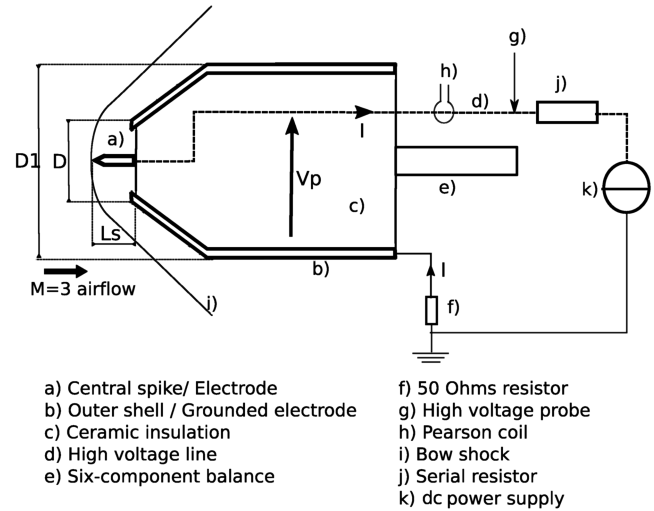 g)
h)
j)
d)
I
a)
D1
D
k)
Vp
e)
c)
Ls
I
b)
i)
f)
M=3 airflow
a) Central spike/ Electrode
b) Outer shell / Grounded electrode
c) Ceramic insulation
d) High voltage line
e) Six-component balance
f) 50 Ohms resistor
g) High voltage probe
h) Pearson coil
i) Bow shock
j) Serial resistor
k) dc power supply